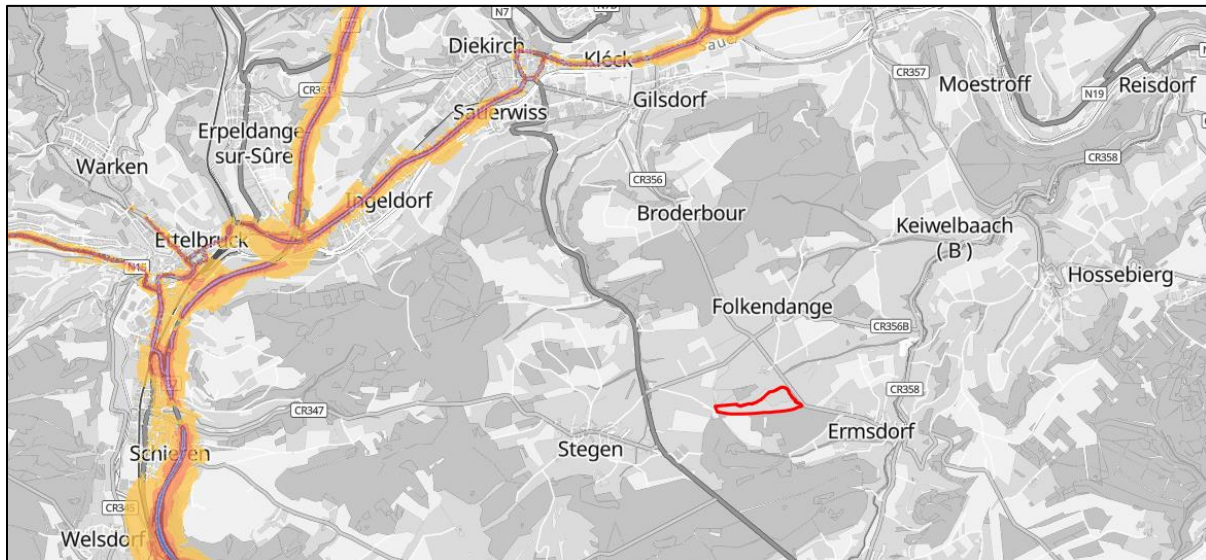 N7
Diekirch
Kléck
Sauer
CR357
Moestroff
Reisdorf
N19
CR351
Sauerwiss
Gilsdorf
Erpeldange
sur-Sûre
Warken
CR358
CR356
Ingeldorf
Broderbour
Keiwelbaach
( B )
Ettelbruck
N15
Hossebierg
Folkendange
CR356B
CR358
CR347
Ermsdorf
Stegen
Schieren
CR345
Welsdorf